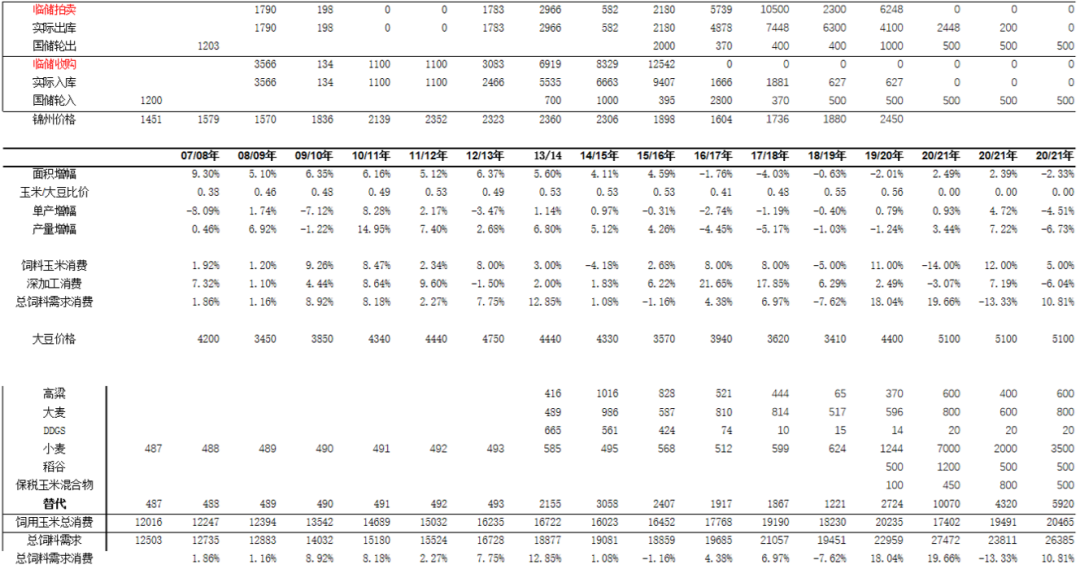 临储拍卖 1790 198 0 0 1783 2966 582 2180 5739 10500 2300 6248 0 0 0
实际出库 1790 198 0 0 1783 2966 582 2180 4878 7448 6300 4100 2448 200 0
国储轮出 1203 2000 370 400 400 1000 500 500 500
临储收购 3566 134 1100 1100 3083 6919 8329 12542 0 0 0 0 0 0 0
实际入库 3566 134 1100 1100 2466 5535 6663 9407 1666 1881 627 627 0 0 0
国储轮入 1200 700 1000 395 2800 370 500 500 500 500 500
锦州价格 1451 1579 1570 1836 2139 2352 2323 2360 2306 1898 1604 1736 1880 2450
07/08年 08/09年 09/10年 10/11年 11/12年 12/13年 13/14 14/15年 15/16年 16/17年 17/18年 18/19年 19/20年 20/21年 20/21年 20/21年
面积增幅 9.30% 5.10% 6.35% 6.16% 5.12% 6.37% 5.60% 4.11% 4.59% -1.76% -4.03% -0.63% -2.01% 2.49% 2.39% -2.33%
玉米/大豆比价 0.38 0.46 0.48 0.49 0.53 0.49 0.53 0.53 0.53 0.41 0.48 0.55 0.56 0.00 0.00 0.00
单产增幅 -8.09% 1.74% -7.12% 8.28% 2.17% -3.47% 1.14% 0.97% -0.31% -2.74% -1.19% -0.40% 0.79% 0.93% 4.72% -4.51%
产量增幅 0.46% 6.92% -1.22% 14.95% 7.40% 2.68% 6.80% 5.12% 4.26% -4.45% -5.17% -1.03% -1.24% 3.44% 7.22% -6.73%
饲料玉米消费 1.92% 1.20% 9.26% 8.47% 2.34% 8.00% 3.00% -4.18% 2.68% 8.00% 8.00% -5.00% 11.00% -14.00% 12.00% 5.00%
深加工消费 7.32% 1.10% 4.44% 8.64% 9.60% -1.50% 2.00% 1.83% 6.22% 21.65% 17.85% 6.29% 2.49% -3.07% 7.19% -6.04%
总饲料需求消费 1.86% 1.16% 8.92% 8.18% 2.27% 7.75% 12.85% 1.08% -1.16% 4.38% 6.97% -7.62% 18.04% 19.66% -13.33% 10.81%
大豆价格 4200 3450 3850 4340 4440 4750 4440 4330 3570 3940 3620 3410 4400 5100 5100 5100
高粱 416 1016 828 521 444 65 370 600 400 600
大麦 489 986 587 810 814 517 596 800 600 800
DDGS 665 561 424 74 10 15 14 20 20 20
小麦 487 488 489 490 491 492 493 585 495 568 512 599 624 1244 7000 2000 3500
稻谷 500 1200 500 500
保税玉米混合物 100 450 800 500
替代 487 488 489 490 491 492 493 2155 3058 2407 1917 1867 1221 2724 10070 4320 5920
饲用玉米总消费 12016 12247 12394 13542 14689 15032 16235 16722 16023 16452 17768 19190 18230 20235 17402 19491 20465
总饲料需求 12503 12735 12883 14032 15180 15524 16728 18877 19081 18859 19685 21057 19451 22959 27472 23811 26385
总饲料需求消费 1.86% 1.16% 8.92% 8.18% 2.27% 7.75% 12.85% 1.08% -1.16% 4.38% 6.97% -7.62% 18.04% 19.66% -13.33% 10.81%